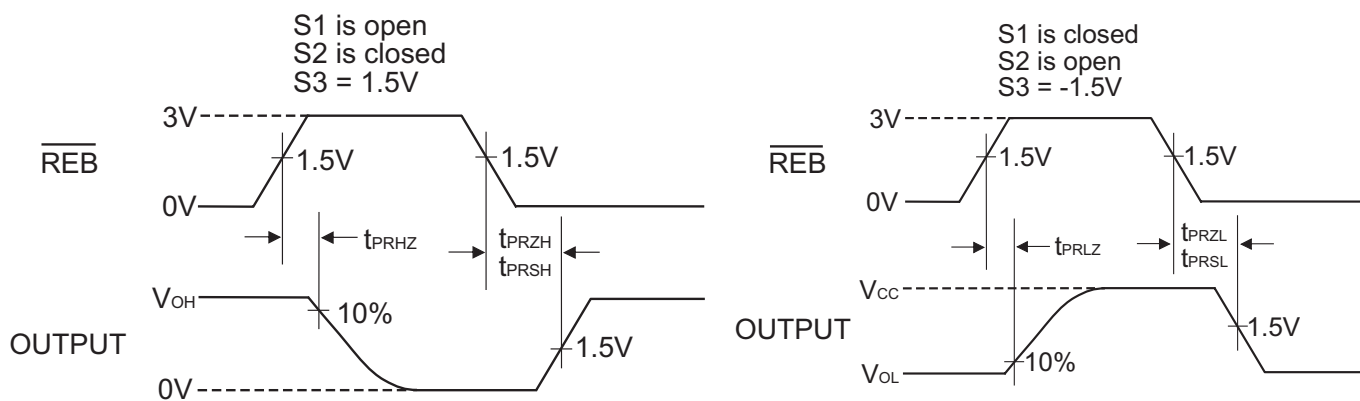 S1 is open
S2 is closed
S3 = 1.5V
3V
REB
1.5V
1.5V
0V
tPRHZ
tPRZH
tPRSH
VOH
10%
OUTPUT
1.5V
0V
S1 is closed
S2 is open
S3 = -1.5V
3V
REB
1.5V
1.5V
0V
tPRLZ
tPRZL
tPRSL
VCC
OUTPUT
1.5V
10%
VOL